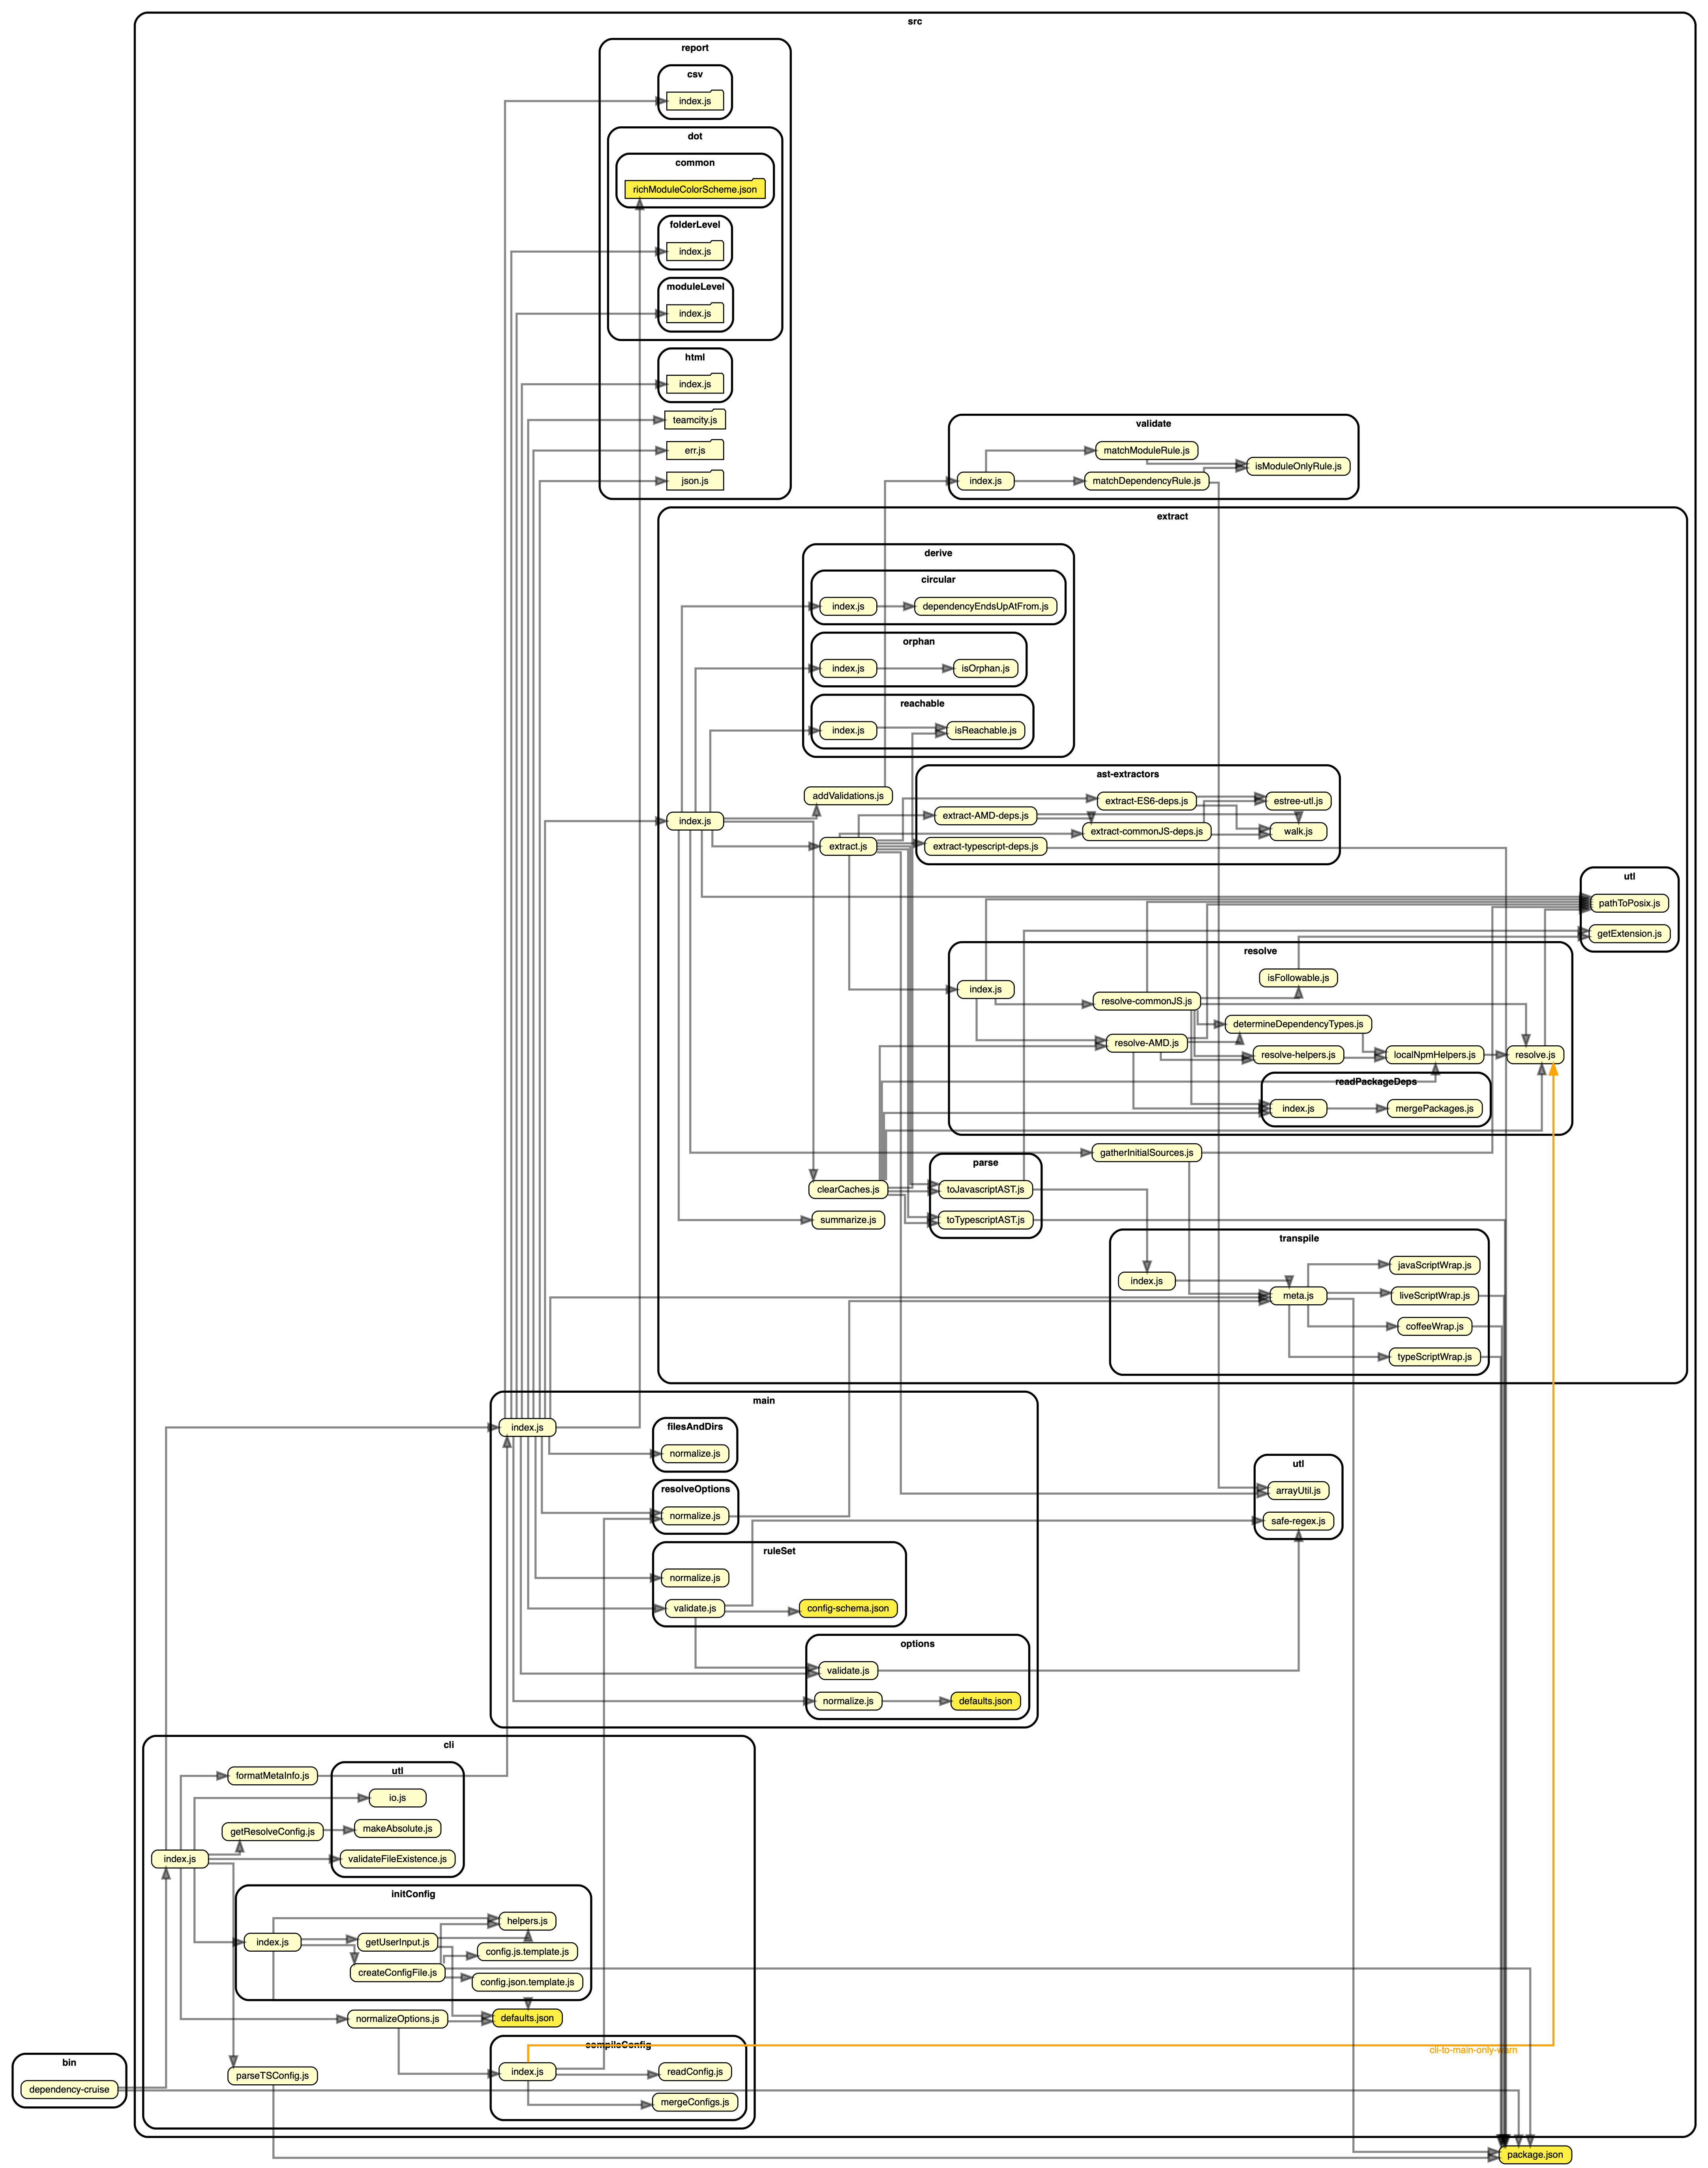 src
report
csv
index.js
dot
common
richModuleColorScheme.json
folderLevel
index.js
moduleLevel
index.js
html
index.js
teamcity.js
err.js
json.js
validate
matchModuleRule.js
isModuleOnlyRule.js
index.js
matchDependencyRule.js
extract
derive
circular
index.js
dependencyEndsUpAtFrom.js
orphan
index.js
isOrphan.js
reachable
index.js
isReachable.js
ast-extractors
addValidations.js
extract-ES6-deps.js
estree-utl.js
extract-AMD-deps.js
index.js
extract-commonJS-deps.js
walk.js
extract.js
extract-typescript-deps.js
utl
pathToPosix.js
getExtension.js
resolve
isFollowable.js
index.js
resolve-commonJS.js
determineDependencyTypes.js
resolve-AMD.js
resolve-helpers.js
localNpmHelpers.js
resolve.js
readPackageDeps
index.js
mergePackages.js
gatherInitialSources.js
parse
clearCaches.js
toJavascriptAST.js
summarize.js
toTypescriptAST.js
transpile
javaScriptWrap.js
index.js
meta.js
liveScriptWrap.js
coffeeWrap.js
typeScriptWrap.js
main
index.js
filesAndDirs
normalize.js
resolveOptions
normalize.js
utl
arrayUtil.js
safe-regex.js
ruleSet
normalize.js
validate.js
config-schema.json
options
validate.js
normalize.js
defaults.json
cli
formatMetaInfo.js
utl
io.js
getResolveConfig.js
makeAbsolute.js
index.js
validateFileExistence.js
initConfig
helpers.js
index.js
getUserInput.js
config.js.template.js
createConfigFile.js
config.json.template.js
normalizeOptions.js
defaults.json
compileConfig
cli-to-main-only-warn
bin
index.js
readConfig.js
parseTSConfig.js
dependency-cruise
mergeConfigs.js
package.json